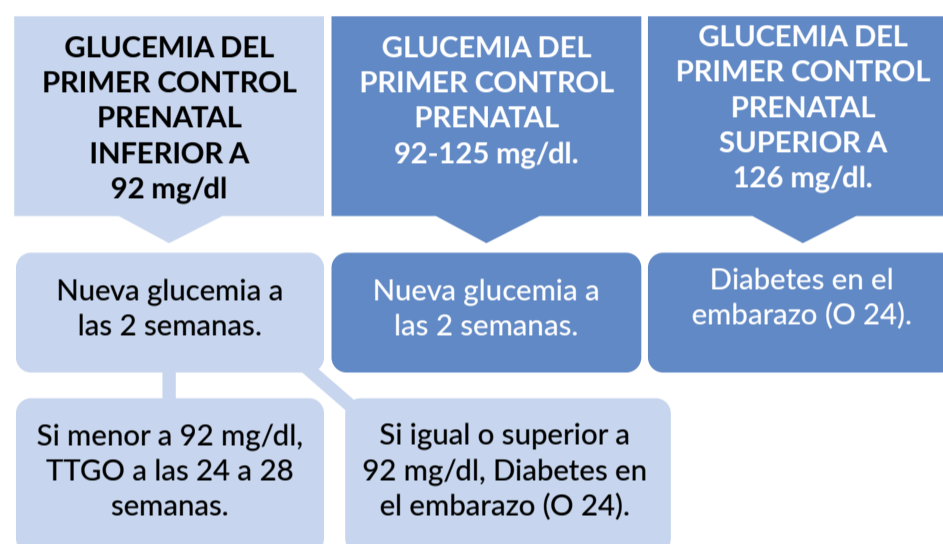 GLUCEMIA DEL
PRIMER CONTROL
PRENATAL
INFERIOR A
92 mg/dl
GLUCEMIA DEL
PRIMER CONTROL
PRENATAL
92-125 mg/dl.
GLUCEMIA DEL
PRIMER CONTROL
PRENATAL
SUPERIOR A
126 mg/dl.
Nueva glucemia a
las 2 semanas.
Nueva glucemia a
las 2 semanas.
Diabetes en el
embarazo (O 24).
Si menor a 92 mg/dl,
TTGO a las 24 a 28
semanas.
Si igual o superior a
92 mg/dl, Diabetes en
el embarazo (O 24).